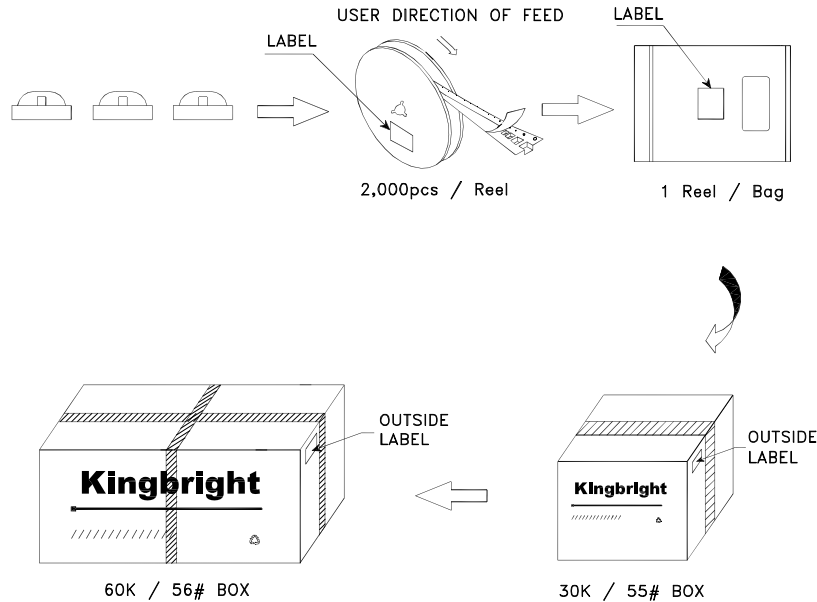 USER DIRECTION OF FEED
LABEL
LABEL
2,000pcs / Reel
1 Reel / Bag
OUTSIDE
LABEL
OUTSIDE
LABEL
Kingbright
Kingbright
60K / 56# BOX
30K / 55# BOX